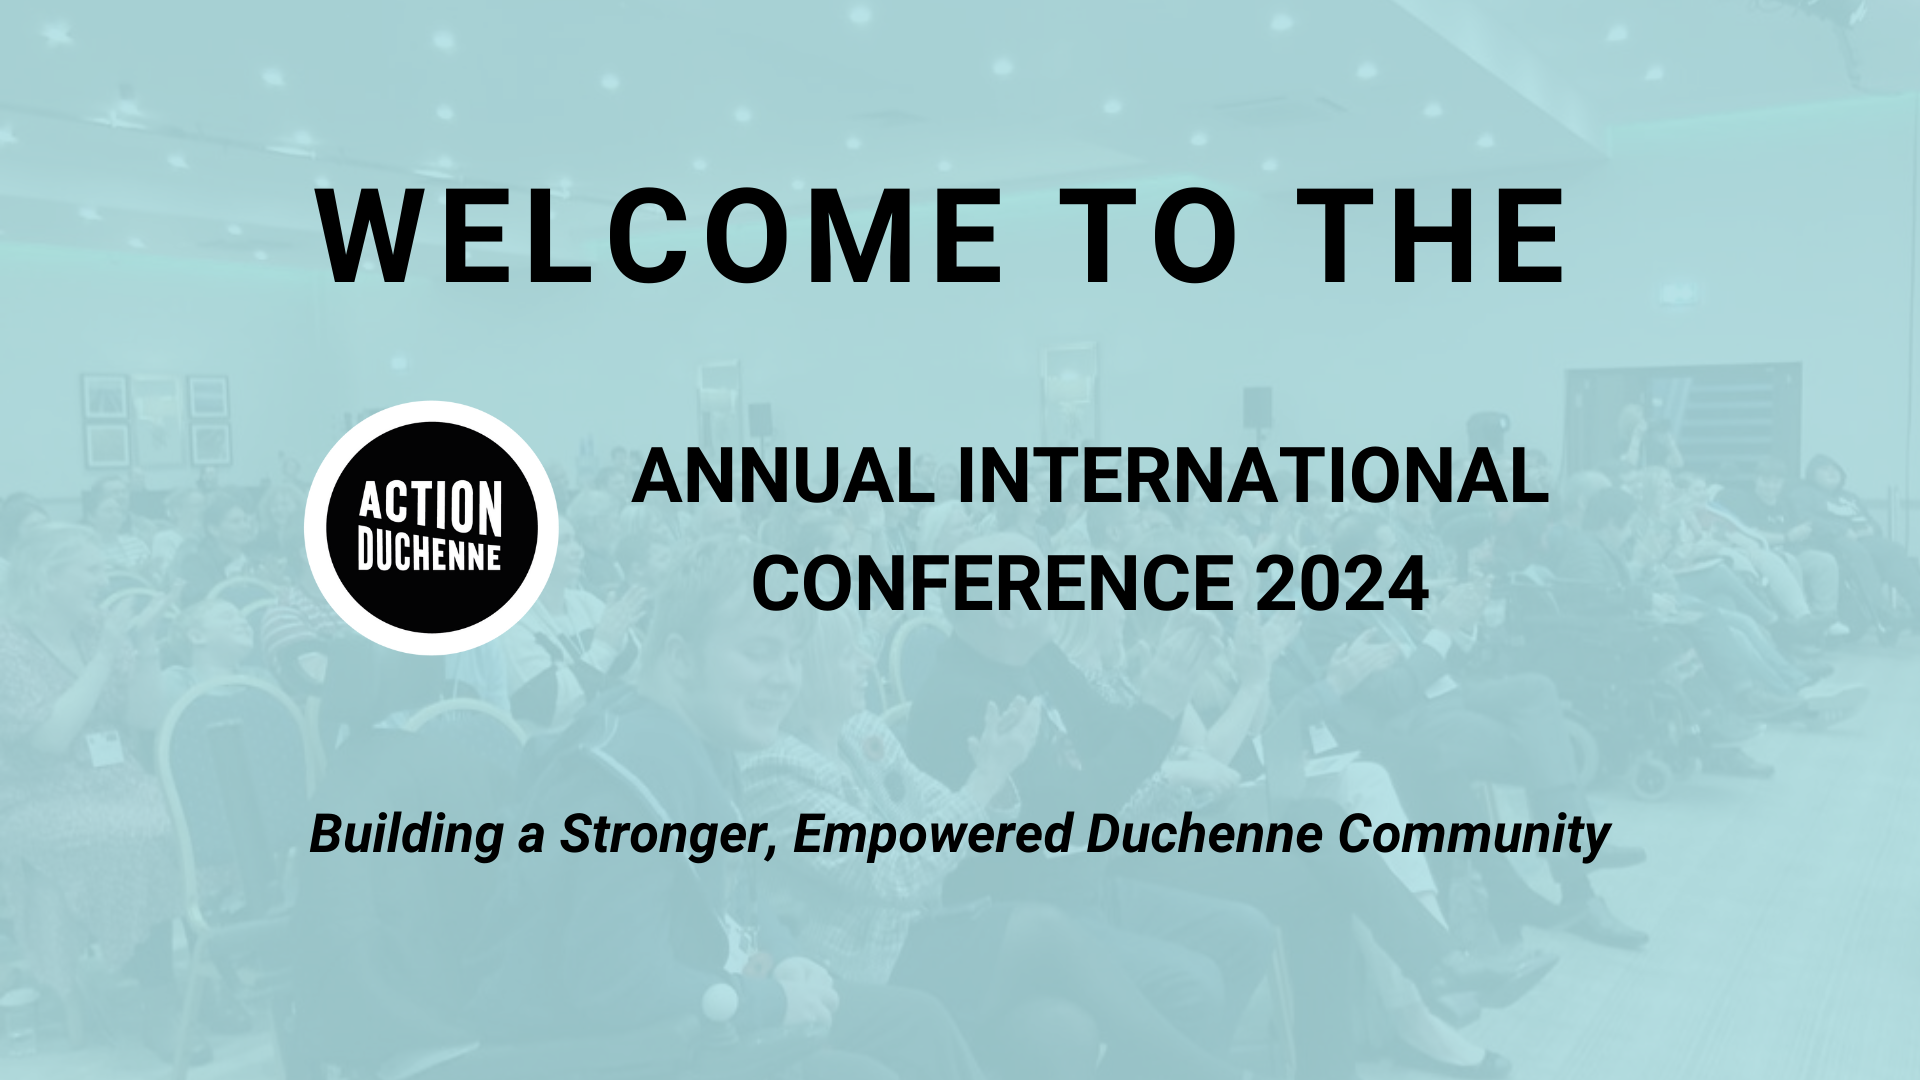 WELCOME TO THE
ACTION
DUCHENNE
ANNUAL INTERNATIONAL
CONFERENCE 2024
Building a Stronger, Empowered Duchenne Community